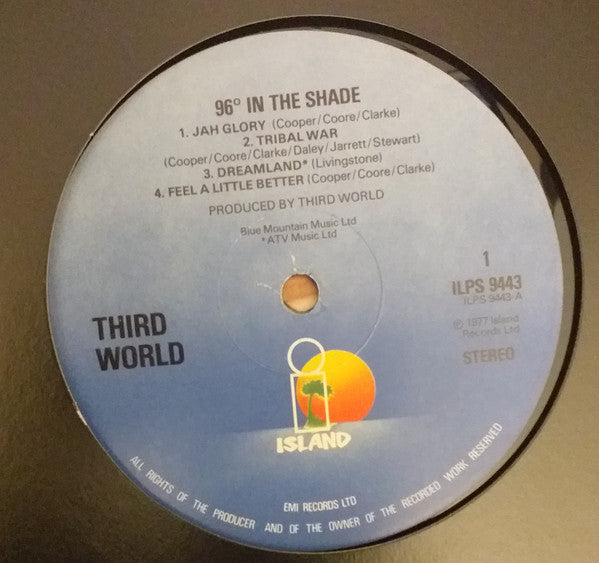 96° IN THE SHADE
1. JAH GLORY (Cooper/Coore/Clarke)
2. TRIBAL WAR
(Cooper/Coore/Clarke/Daley/Jarrett/Stewart)
3. DREAMLAND* (Livingstone)
4. FEEL A LITTLE BETTER (Cooper/Coore/Clarke)
PRODUCED BY THIRD WORLD
Blue Mountain Music Ltd
*ATV Music Ltd
1
ILPS 9443
ILPS 9443-A
℗ 1977 Island
Records Ltd
STEREO
THIRD
WORLD
ISLAND
EMI RECORDS LTD
ALL RIGHTS OF THE PRODUCER AND OF THE OWNER OF THE RECORDED WORK RESERVED